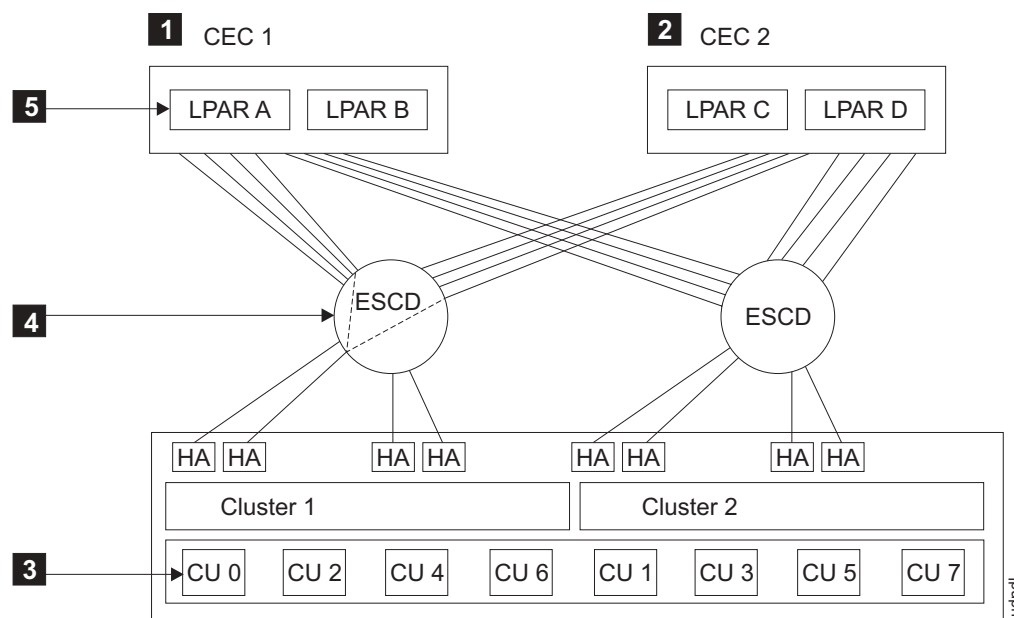 1 CEC 1
2 CEC 2
5
LPAR A LPAR B
LPAR C LPAR D
4
ESCD
ESCD
HA HA HA HA HA HA HA HA
Cluster 1
Cluster 2
3
CU 0 CU 2 CU 4 CU 6 CU 1 CU 3 CU 5 CU 7